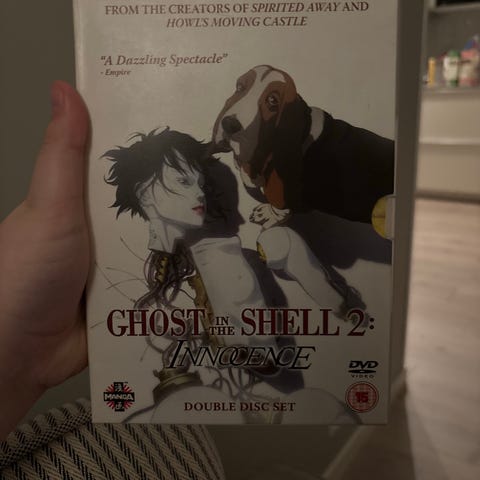 FROM THE CREATORS OF SPIRITED AWAY AND
HOWL'S MOVING CASTLE
"A Dazzling Spectacle"
- Empire
GHOST IN THE SHELL 2:
INNOCENCE
DVD
VIDEO
MANGA
15
DOUBLE DISC SET